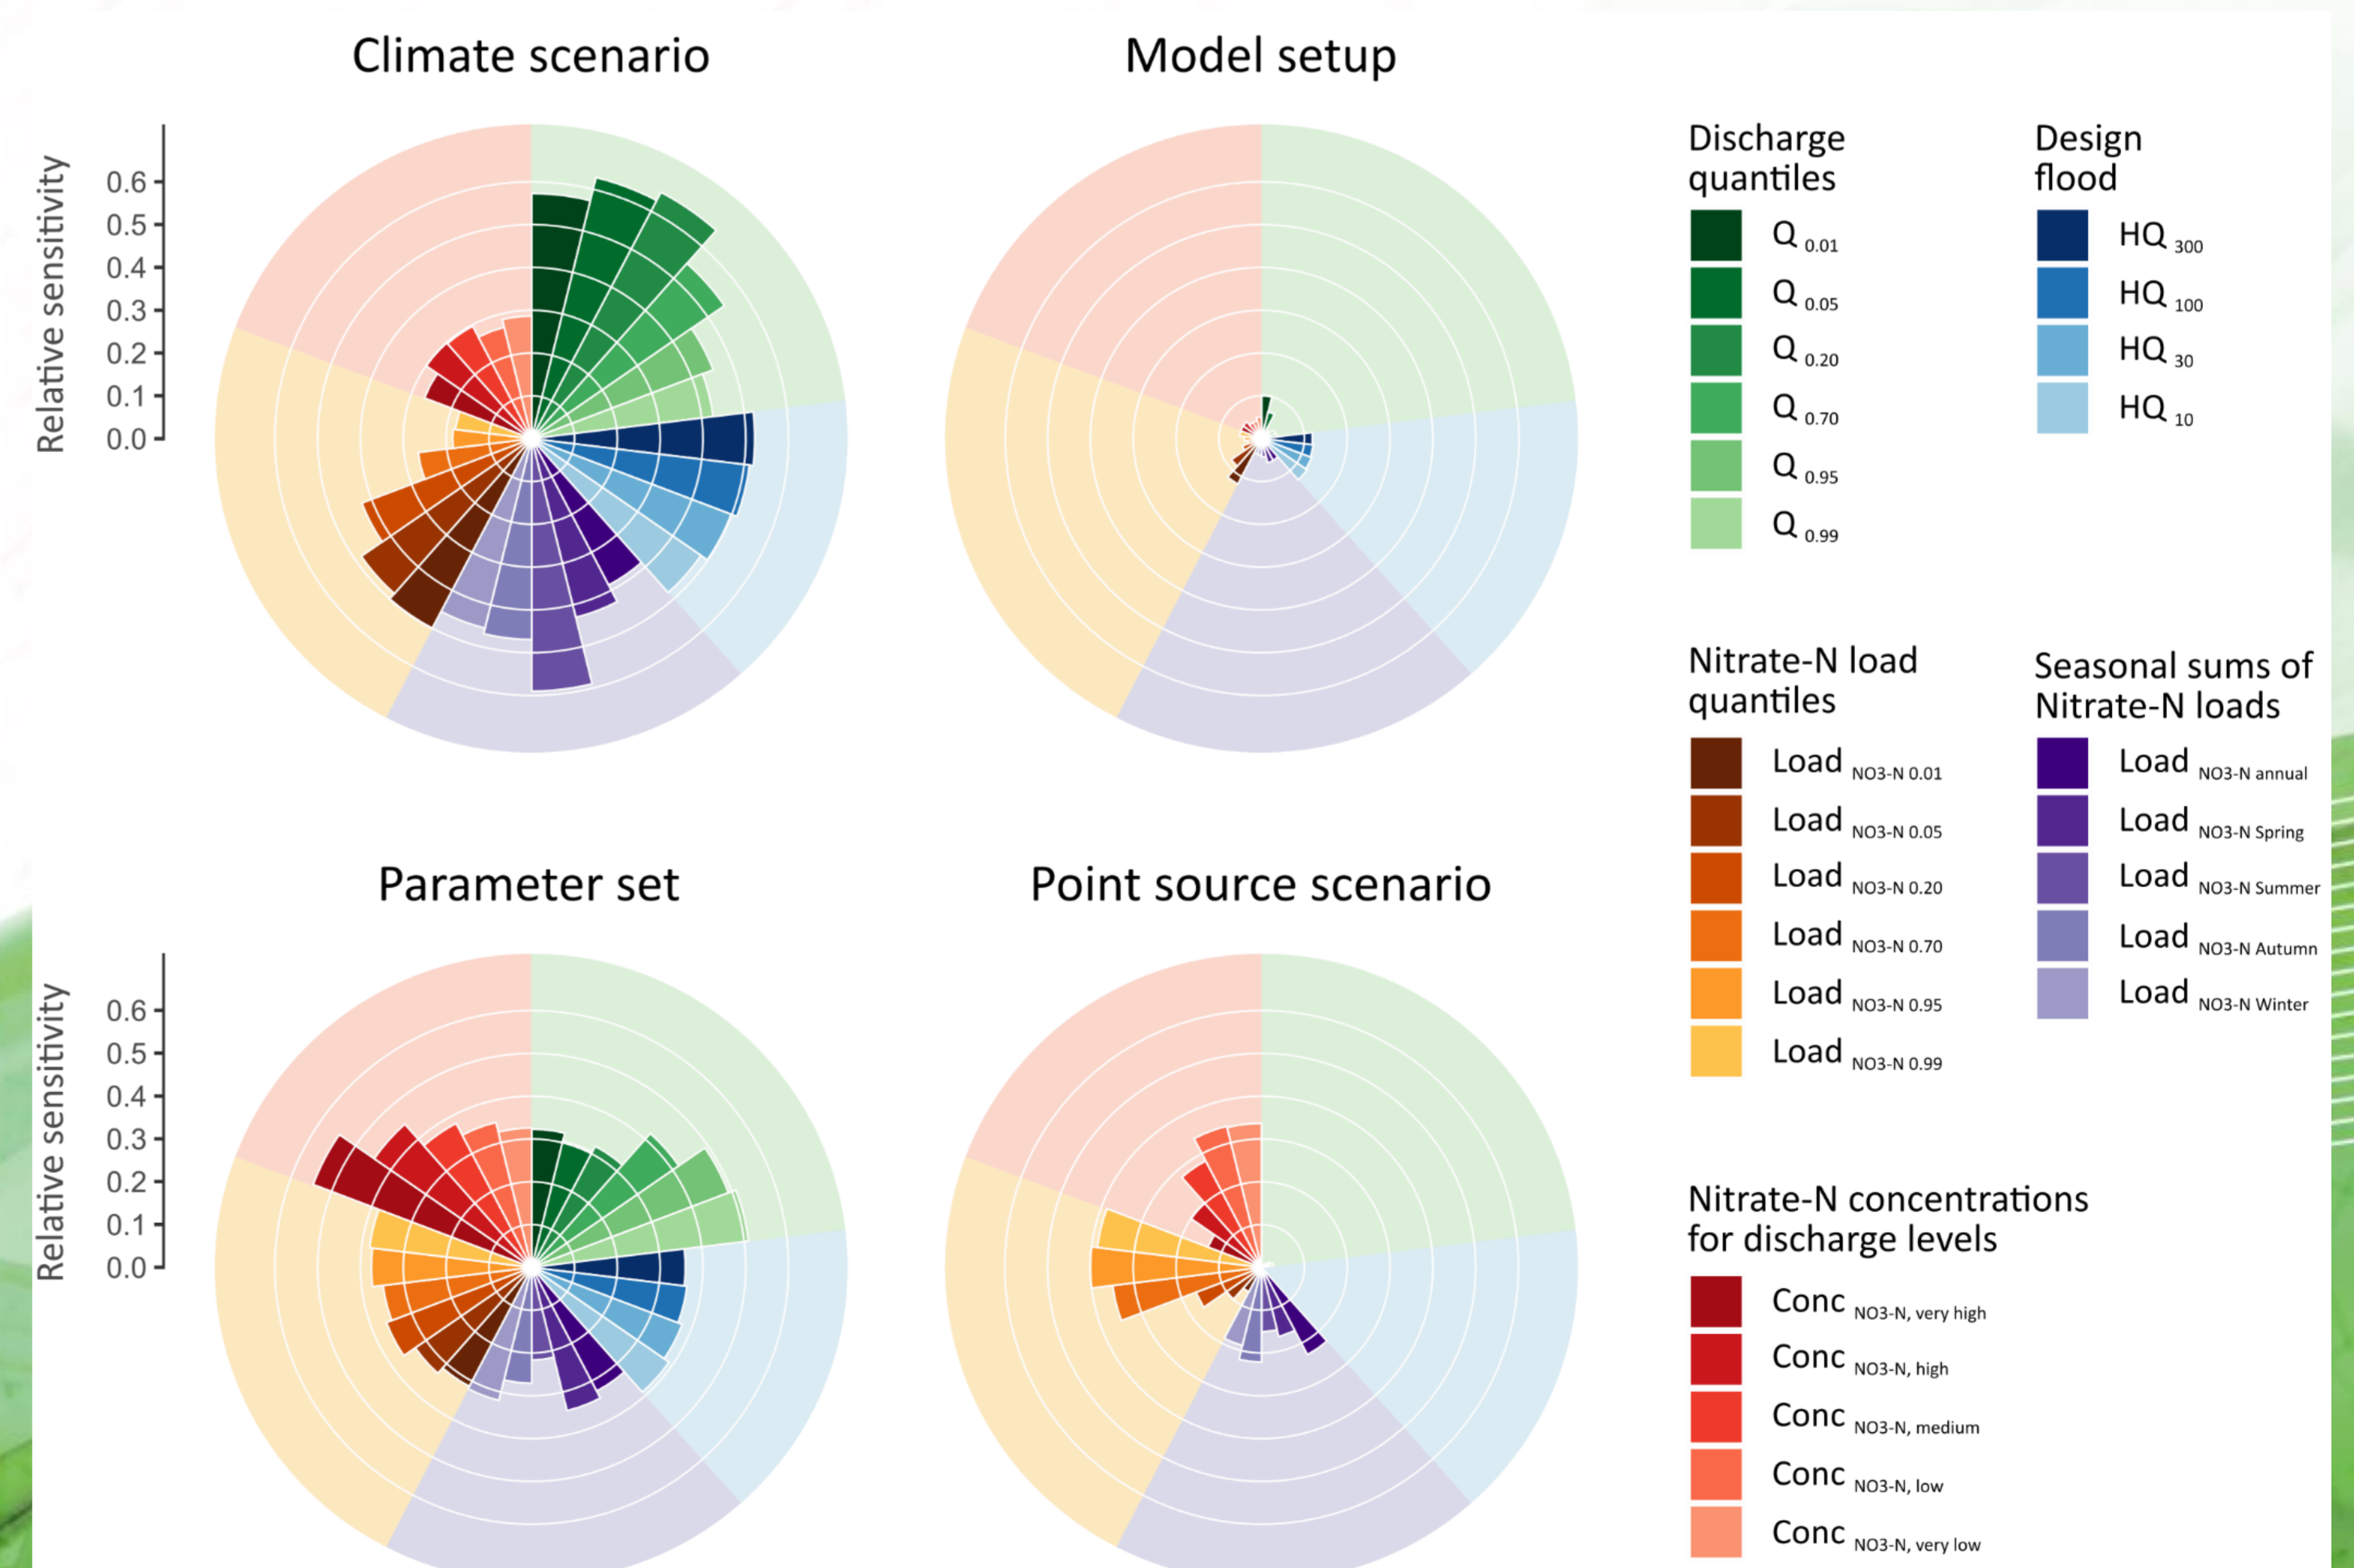 Climate scenario
Model setup
Relative sensitivity
0.6
0.5
0.4
0.3
0.2
0.1
0.0
Discharge
quantiles
Q 0.01
Q 0.05
Q 0.20
Q 0.70
Q 0.95
Q 0.99
Design
flood
HQ 300
HQ 100
HQ 30
HQ 10
Parameter set
Point source scenario
Relative sensitivity
0.6
0.5
0.4
0.3
0.2
0.1
0.0
Nitrate-N load
quantiles
Load NO3-N 0.01
Load NO3-N 0.05
Load NO3-N 0.20
Load NO3-N 0.70
Load NO3-N 0.95
Load NO3-N 0.99
Seasonal sums of
Nitrate-N loads
Load NO3-N annual
Load NO3-N Spring
Load NO3-N Summer
Load NO3-N Autumn
Load NO3-N Winter
Nitrate-N concentrations
for discharge levels
Conc NO3-N, very high
Conc NO3-N, high
Conc NO3-N, medium
Conc NO3-N, low
Conc NO3-N, very low